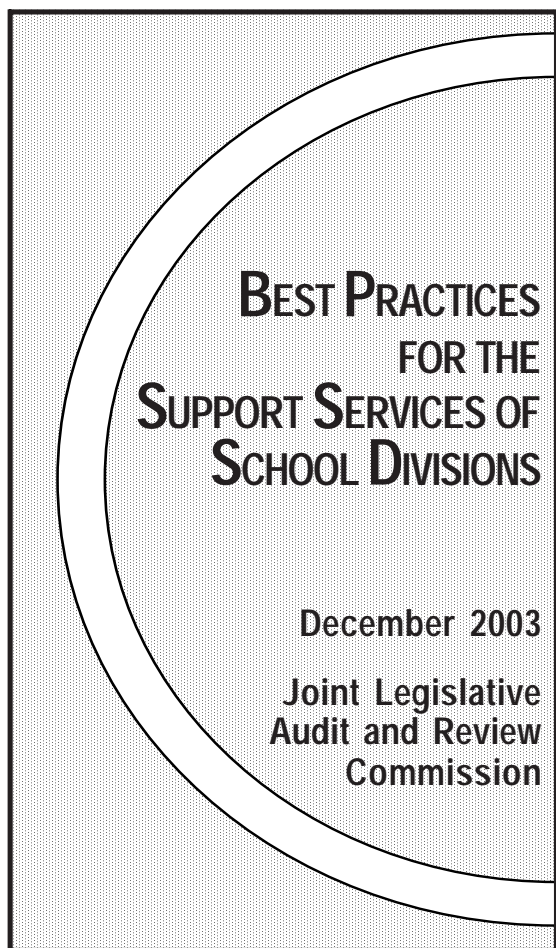 BEST PRACTICES
FOR THE
SUPPORT SERVICES OF
SCHOOL DIVISIONS
December 2003
Joint Legislative
Audit and Review
Commission